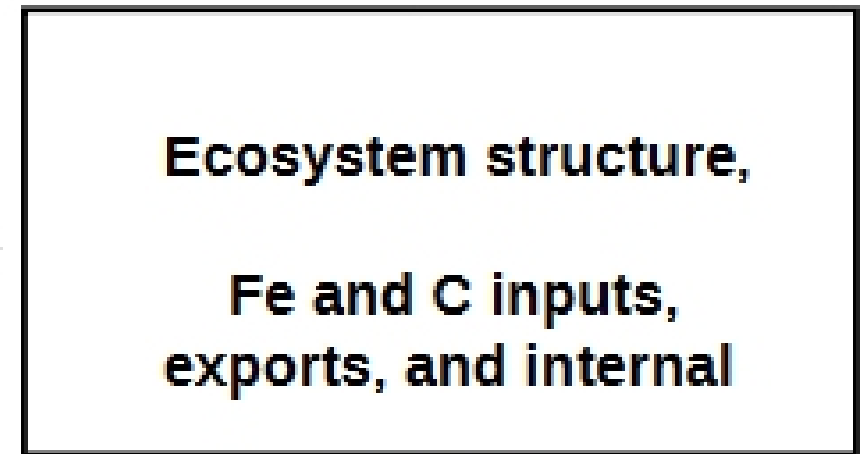 Ecosystem structure,
Fe and C inputs,
exports, and internal